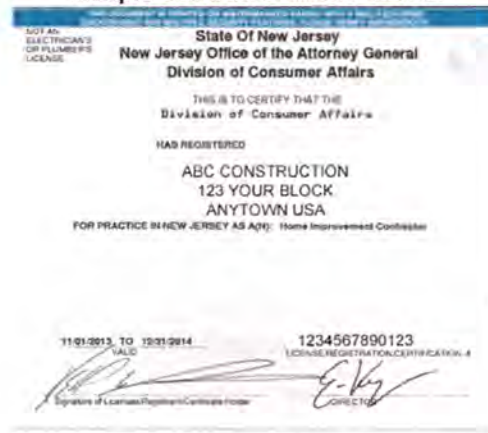 NOT AN
ELECTRICIAN'S
OR PLUMBER'S
LICENSE
State Of New Jersey
New Jersey Office of the Attorney General
Division of Consumer Affairs
THIS IS TO CERTIFY THAT THE
Division of Consumer Affairs
HAS REGISTERED
ABC CONSTRUCTION
123 YOUR BLOCK
ANYTOWN USA
FOR PRACTICE IN NEW JERSEY AS A(N): Home Improvement Contractor
11/01/2013 TO 12/31/2014
VALID
1234567890123
LICENSE/REGISTRATION/CERTIFICATION #
Signature of Licensee/Registrant/Certificate Holder
DIRECTOR